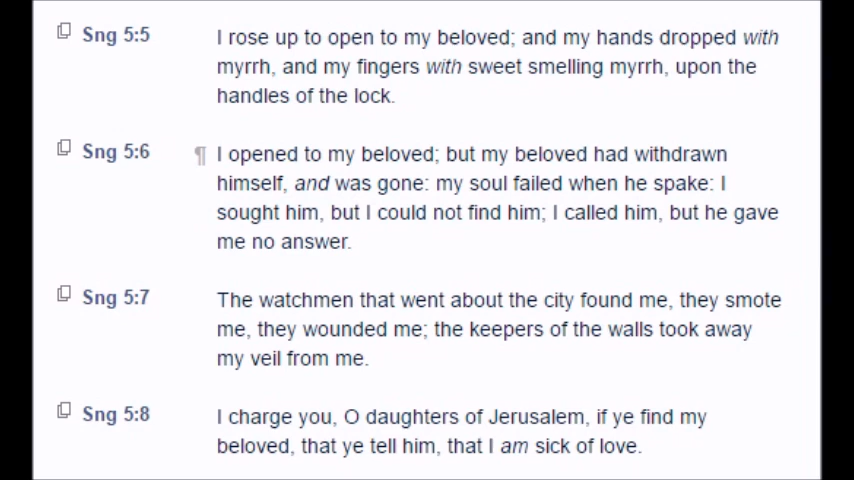 Sng 5:5 I rose up to open to my beloved; and my hands dropped with
myrrh, and my fingers with sweet smelling myrrh, upon the
handles of the lock.
Sng 5:6 ¶ I opened to my beloved; but my beloved had withdrawn
himself, and was gone: my soul failed when he spake: I
sought him, but I could not find him; I called him, but he gave
me no answer.
Sng 5:7 The watchmen that went about the city found me, they smote
me, they wounded me; the keepers of the walls took away
my veil from me.
Sng 5:8 I charge you, O daughters of Jerusalem, if ye find my
beloved, that ye tell him, that I am sick of love.